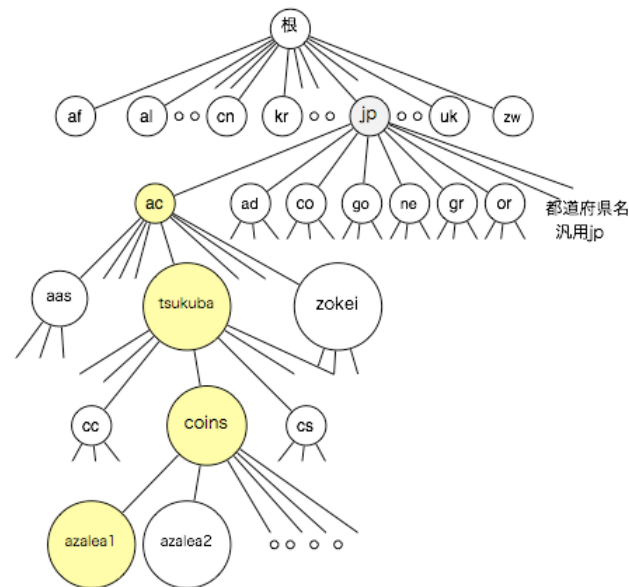 根
af
al
cn
kr
jp
uk
zw
ac
ad
co
go
ne
gr
or
都道府県名
汎用jp
aas
tsukuba
zokei
cc
coins
cs
azalea1
azalea2